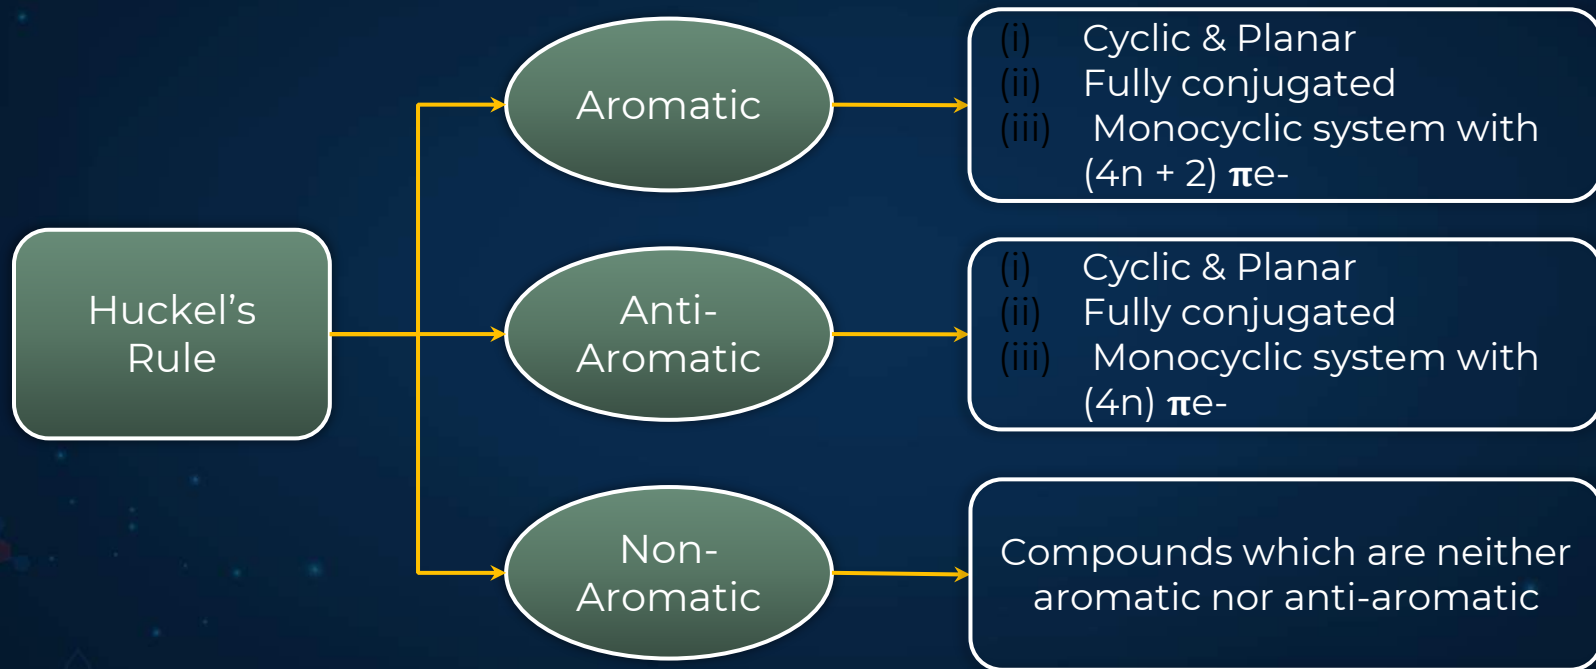 Huckel's
Rule
Aromatic
(i) Cyclic & Planar
(ii) Fully conjugated
(iii) Monocyclic system with
(4n + 2) πe-
Anti-
Aromatic
(i) Cyclic & Planar
(ii) Fully conjugated
(iii) Monocyclic system with
(4n) πe-
Non-
Aromatic
Compounds which are neither
aromatic nor anti-aromatic